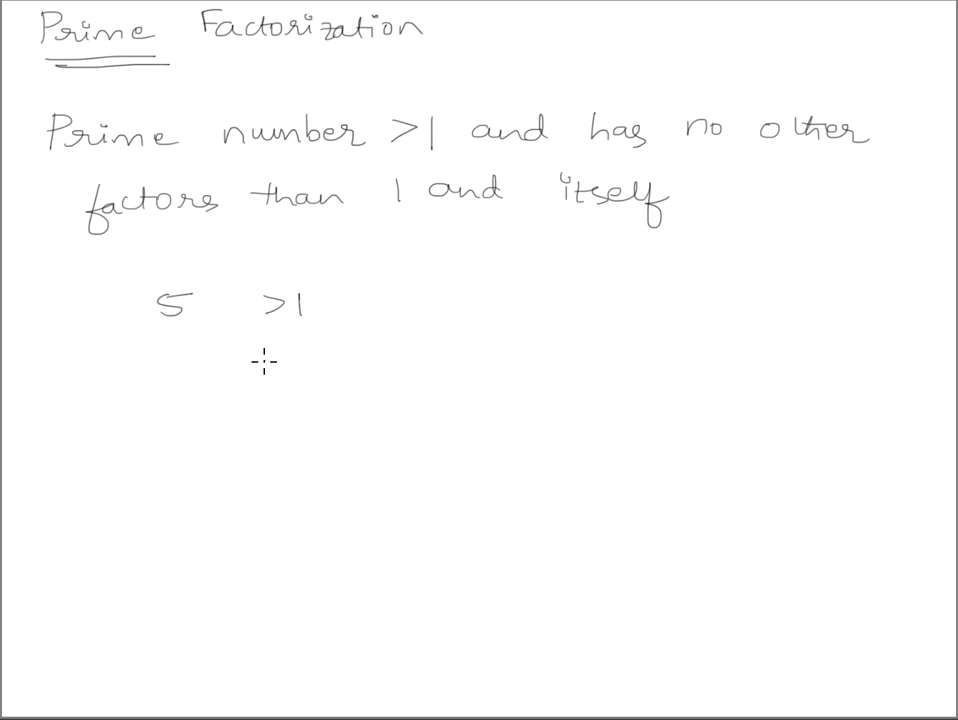 Prime Factorization
Prime number >1 and has no other
factors than 1 and itself
5 >1